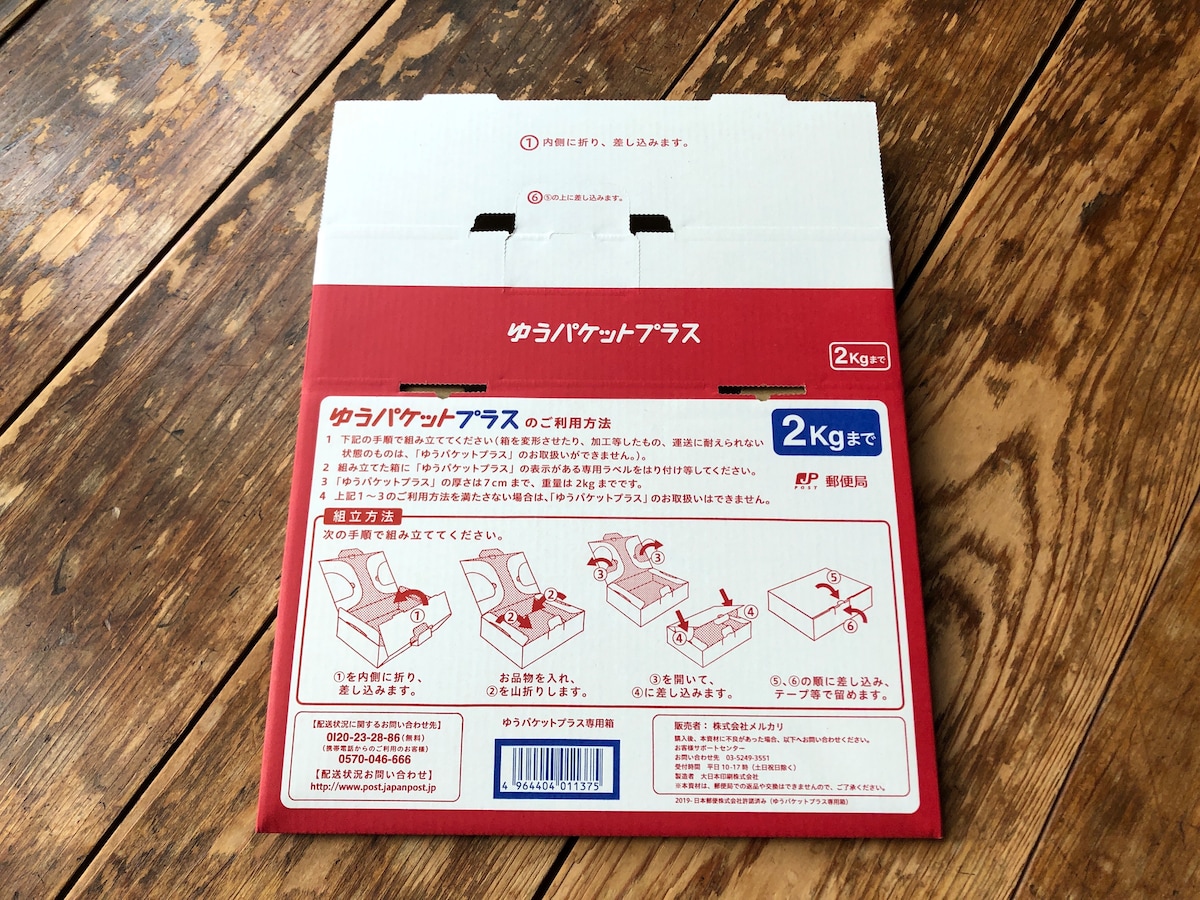 ①内側に折り、差し込みます。
⑥⑤の上に差し込みます。
ゆうパケットプラス
2Kgまで
ゆうパケットプラスのご利用方法
2Kgまで
1 下記の手順で組み立ててください(箱を変形させたり、加工等したもの、運送に耐えられない
状態のものは、「ゆうパケットプラス」のお取扱いができません。)。
2 組み立てた箱に「ゆうパケットプラス」の表示がある専用ラベルをはり付け等してください。
3 「ゆうパケットプラス」の厚さは7cmまで、重量は2kgまでです。
4 上記1～3のご利用方法を満たさない場合は、「ゆうパケットプラス」のお取扱いはできません。
JP POST 郵便局
組立方法
次の手順で組み立ててください。
①
②
②
③
③
④
④
⑤
⑥
①を内側に折り、
差し込みます。
お品物を入れ、
②を山折りします。
③を開いて、
④に差し込みます。
⑤、⑥の順に差し込み、
テープ等で留めます。
【配送状況に関するお問い合わせ先】
0120-23-28-86(無料)
(携帯電話からのご利用のお客様)
0570-046-666
【配送状況お問い合わせ】
http://www.post.japanpost.jp
ゆうパケットプラス専用箱
4 964404 011375
販売者：株式会社メルカリ
購入後、本資材に不良があった場合、以下へお問い合わせください。
お客様サポートセンター
お問い合わせ先 03-5249-3551
受付時間 平日10-17時(土日祝日除く)
製造者 大日本印刷株式会社
※本資材は、郵便局での返品や交換はできませんので、ご了承ください。
2019- 日本郵便株式会社許諾済み(ゆうパケットプラス専用箱)